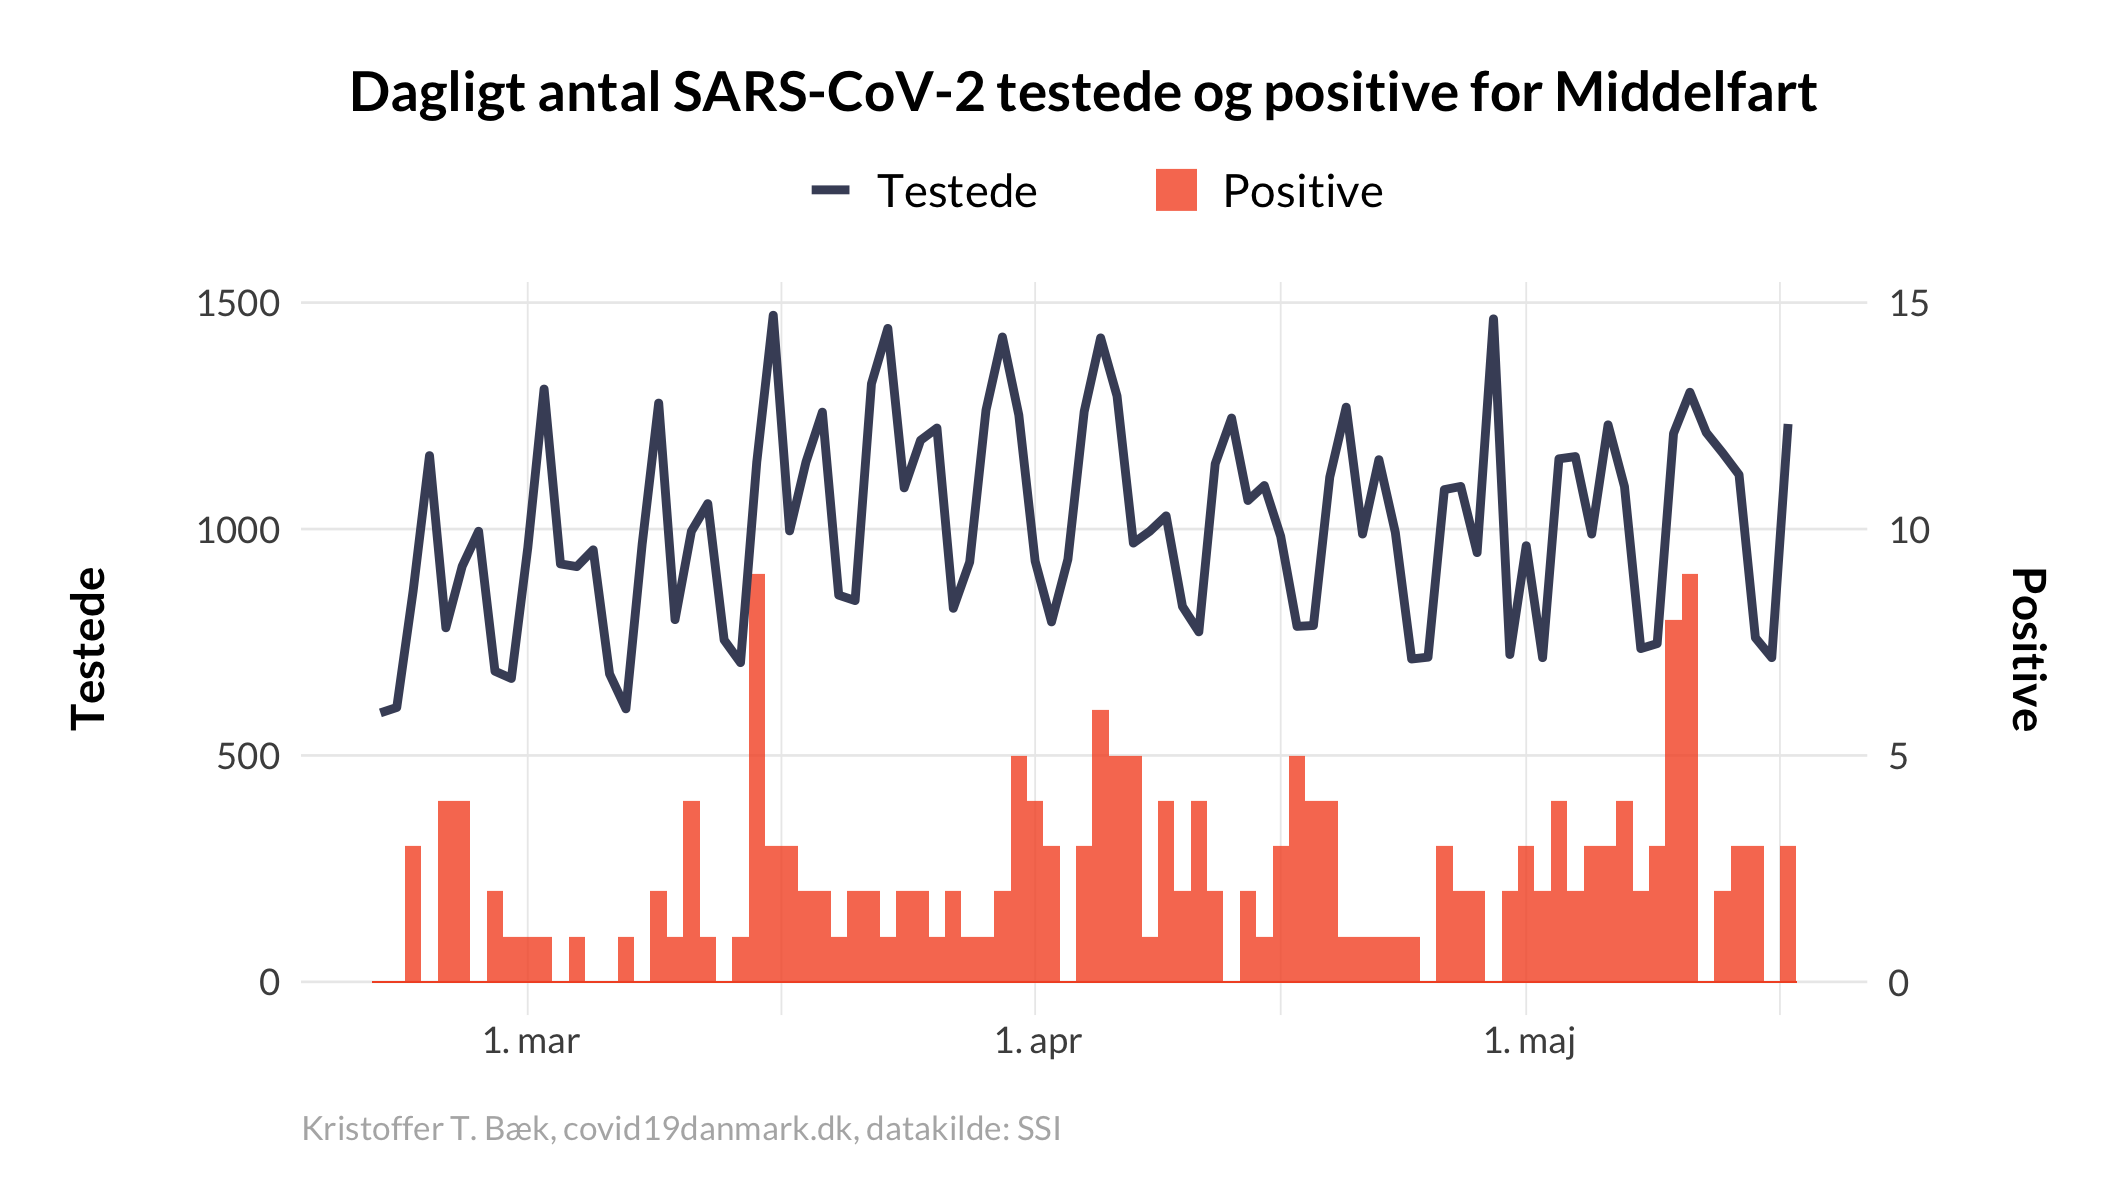 Dagligt antal SARS-CoV-2 testede og positive for Middelfart
Testede
Positive
1500
1000
500
0
Testede
15
10
5
0
Positive
1. mar
1. apr
1. maj
Kristoffer T. Bæk, covid19danmark.dk, datakilde: SSI